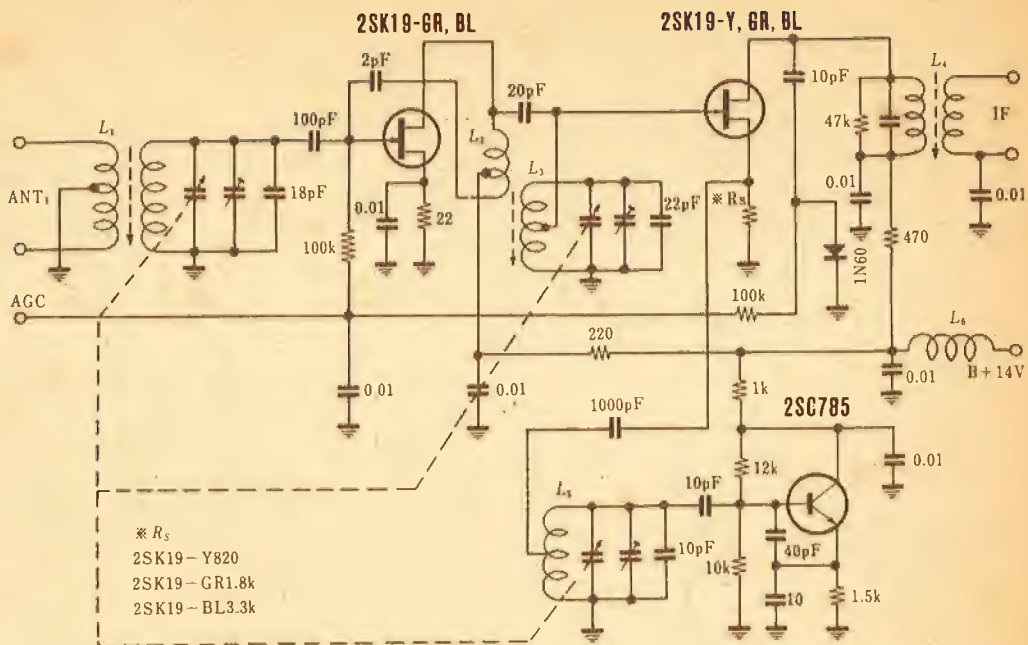 2SK19-GR, BL
2SK19-Y, GR, BL
2pF
20pF
10pF
L₄
100pF
L₁
L₂
47k
1F
L₃
ANT₁
18pF
0.01
22
22pF
※Rs
0.01
0.01
100k
470
1N60
AGC
100k
220
L₆
0.01
0.01
1k
0.01
B+14V
2SC785
1000pF
12k
0.01
L₅
10pF
※Rs
2SK19-Y820
2SK19-GR1.8k
2SK19-BL3.3k
10pF
10k
40pF
10
1.5k